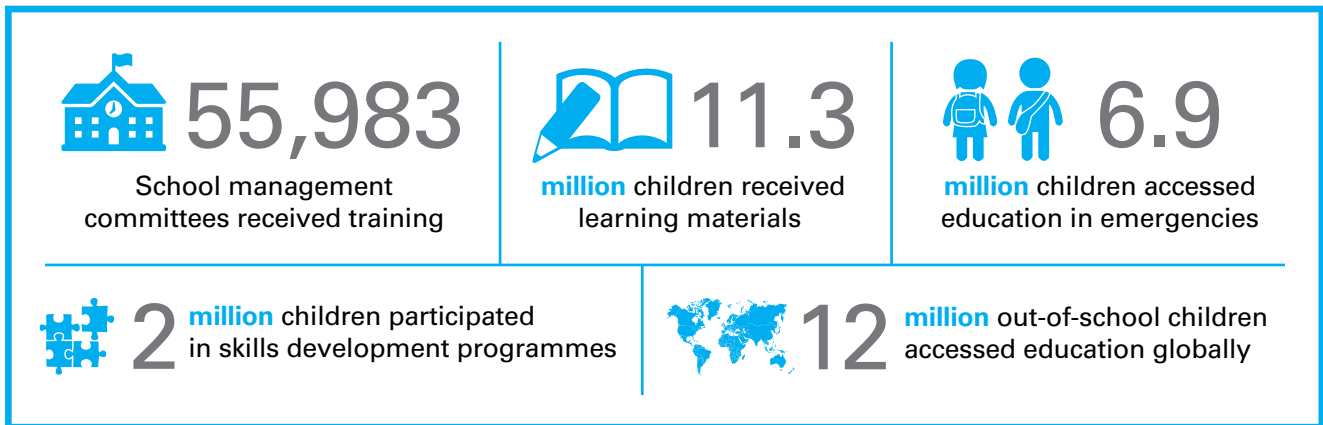 55,983
School management
committees received training
11.3
million children received
learning materials
6.9
million children accessed
education in emergencies
2
million children participated
in skills development programmes
12
million out-of-school children
accessed education globally